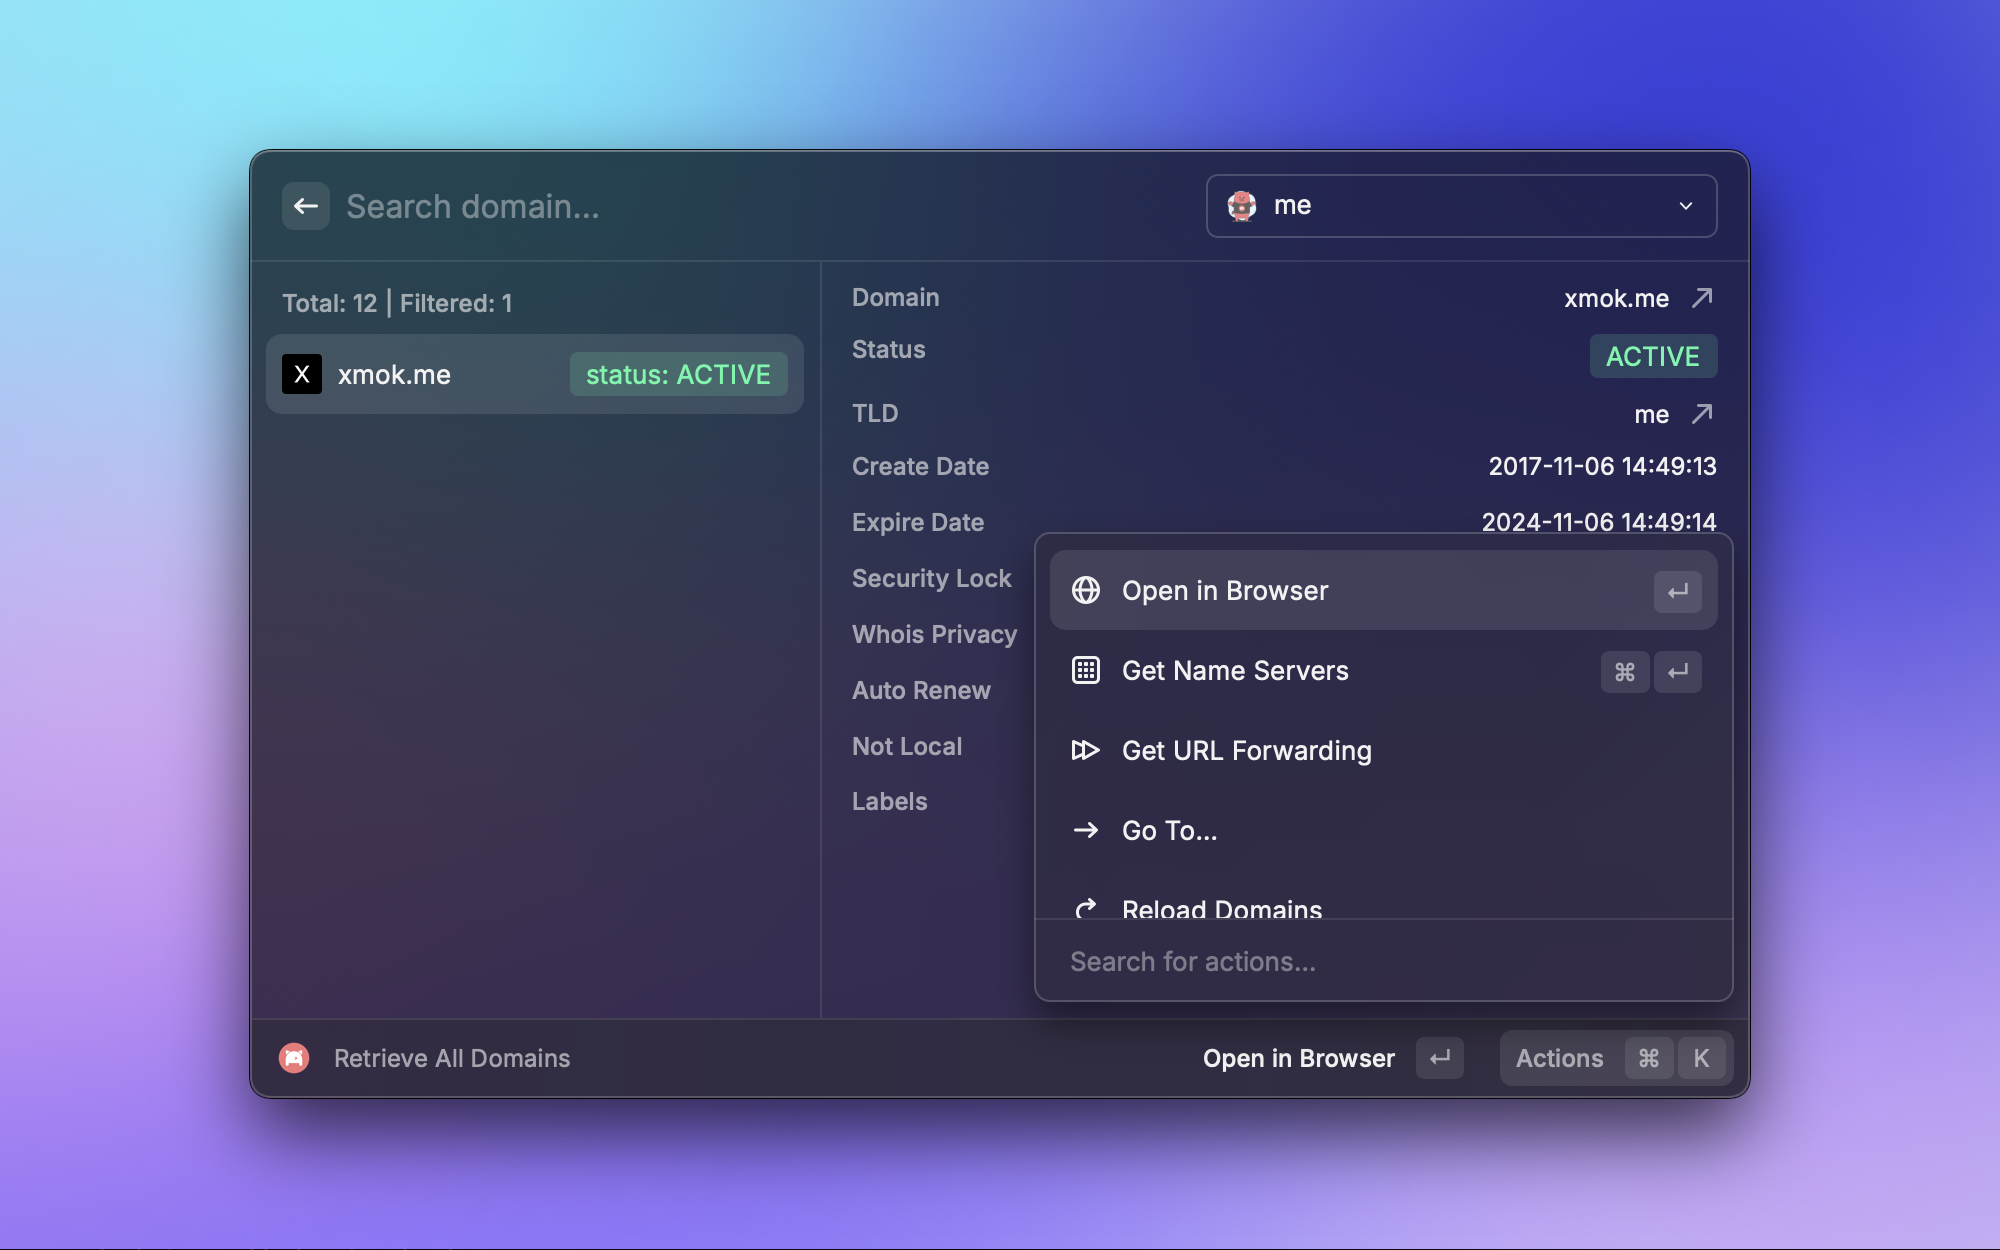 Search domain...
me
Total: 12 | Filtered: 1
X xmok.me status: ACTIVE
Domain xmok.me
Status ACTIVE
TLD me
Create Date 2017-11-06 14:49:13
Expire Date 2024-11-06 14:49:14
Security Lock
Whois Privacy
Auto Renew
Not Local
Labels
Open in Browser
Get Name Servers ⌘
Get URL Forwarding
Go To...
Reload Domains
Search for actions...
Retrieve All Domains
Open in Browser
Actions ⌘ K